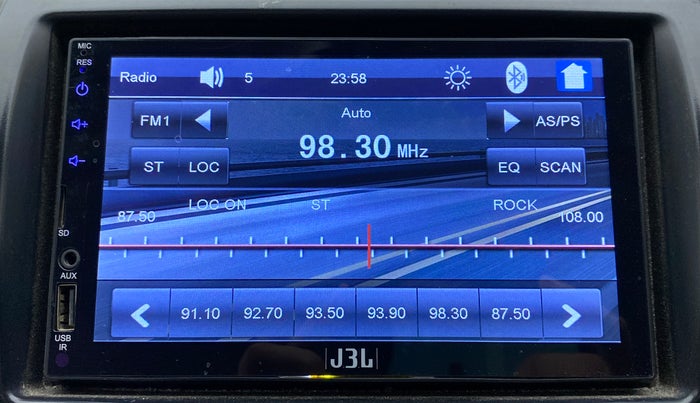 MIC
RES
Radio 5 23:58
FM1 Auto AS/PS
98.30 MHz
ST LOC EQ SCAN
LOC ON ST ROCK
87.50 108.00
SD
AUX
91.10 92.70 93.50 93.90 98.30 87.50
USB
IR
J3L